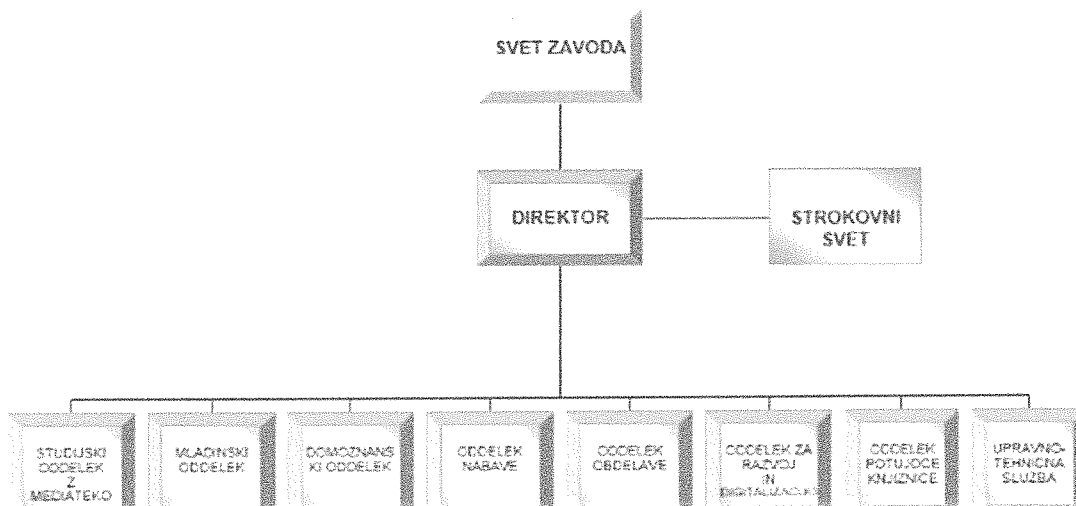 SVET ZAVODA
DIREKTOR
STROKOVNI
SVET
STUDIJSKI
ODDELEK
Z
MEDIATEKO
MLADINSKI
ODDELEK
DOMOZNANS
KI ODDELEK
ODDELEK
NABAVE
ODDELEK
OBDELAVE
ODDELEK ZA
RAZVOJ
IN
DIGITALIZACIJO
ODDELEK
POTUJOČE
KNJIŽNICE
UPRAVNO-
TEHNIČNA
SLUŽBA